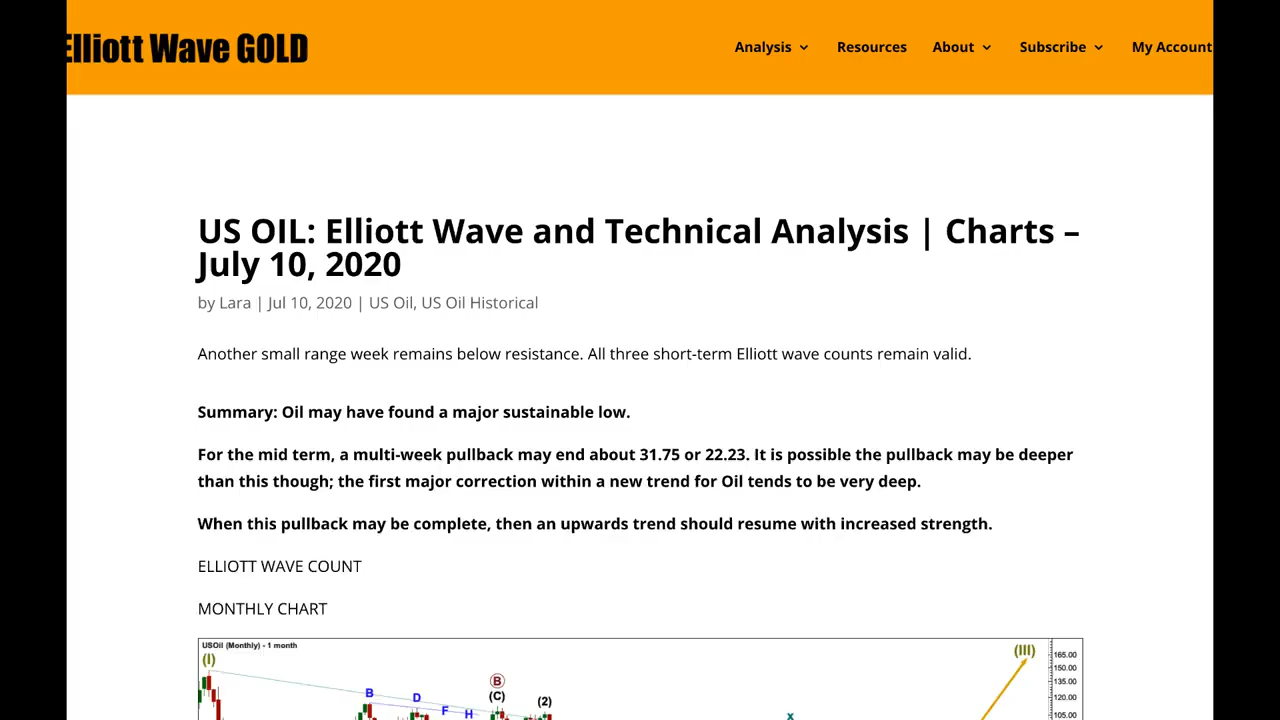 Elliott Wave GOLD
Analysis Resources About Subscribe My Account
US OIL: Elliott Wave and Technical Analysis | Charts –
July 10, 2020
by Lara | Jul 10, 2020 | US Oil, US Oil Historical
Another small range week remains below resistance. All three short-term Elliott wave counts remain valid.
Summary: Oil may have found a major sustainable low.
For the mid term, a multi-week pullback may end about 31.75 or 22.23. It is possible the pullback may be deeper
than this though; the first major correction within a new trend for Oil tends to be very deep.
When this pullback may be complete, then an upwards trend should resume with increased strength.
ELLIOTT WAVE COUNT
MONTHLY CHART
USOil (Monthly) - 1 month
(I)
(III)
165.00
150.00
135.00
120.00
105.00
B
D
F
H
B
(C)
(2)
x